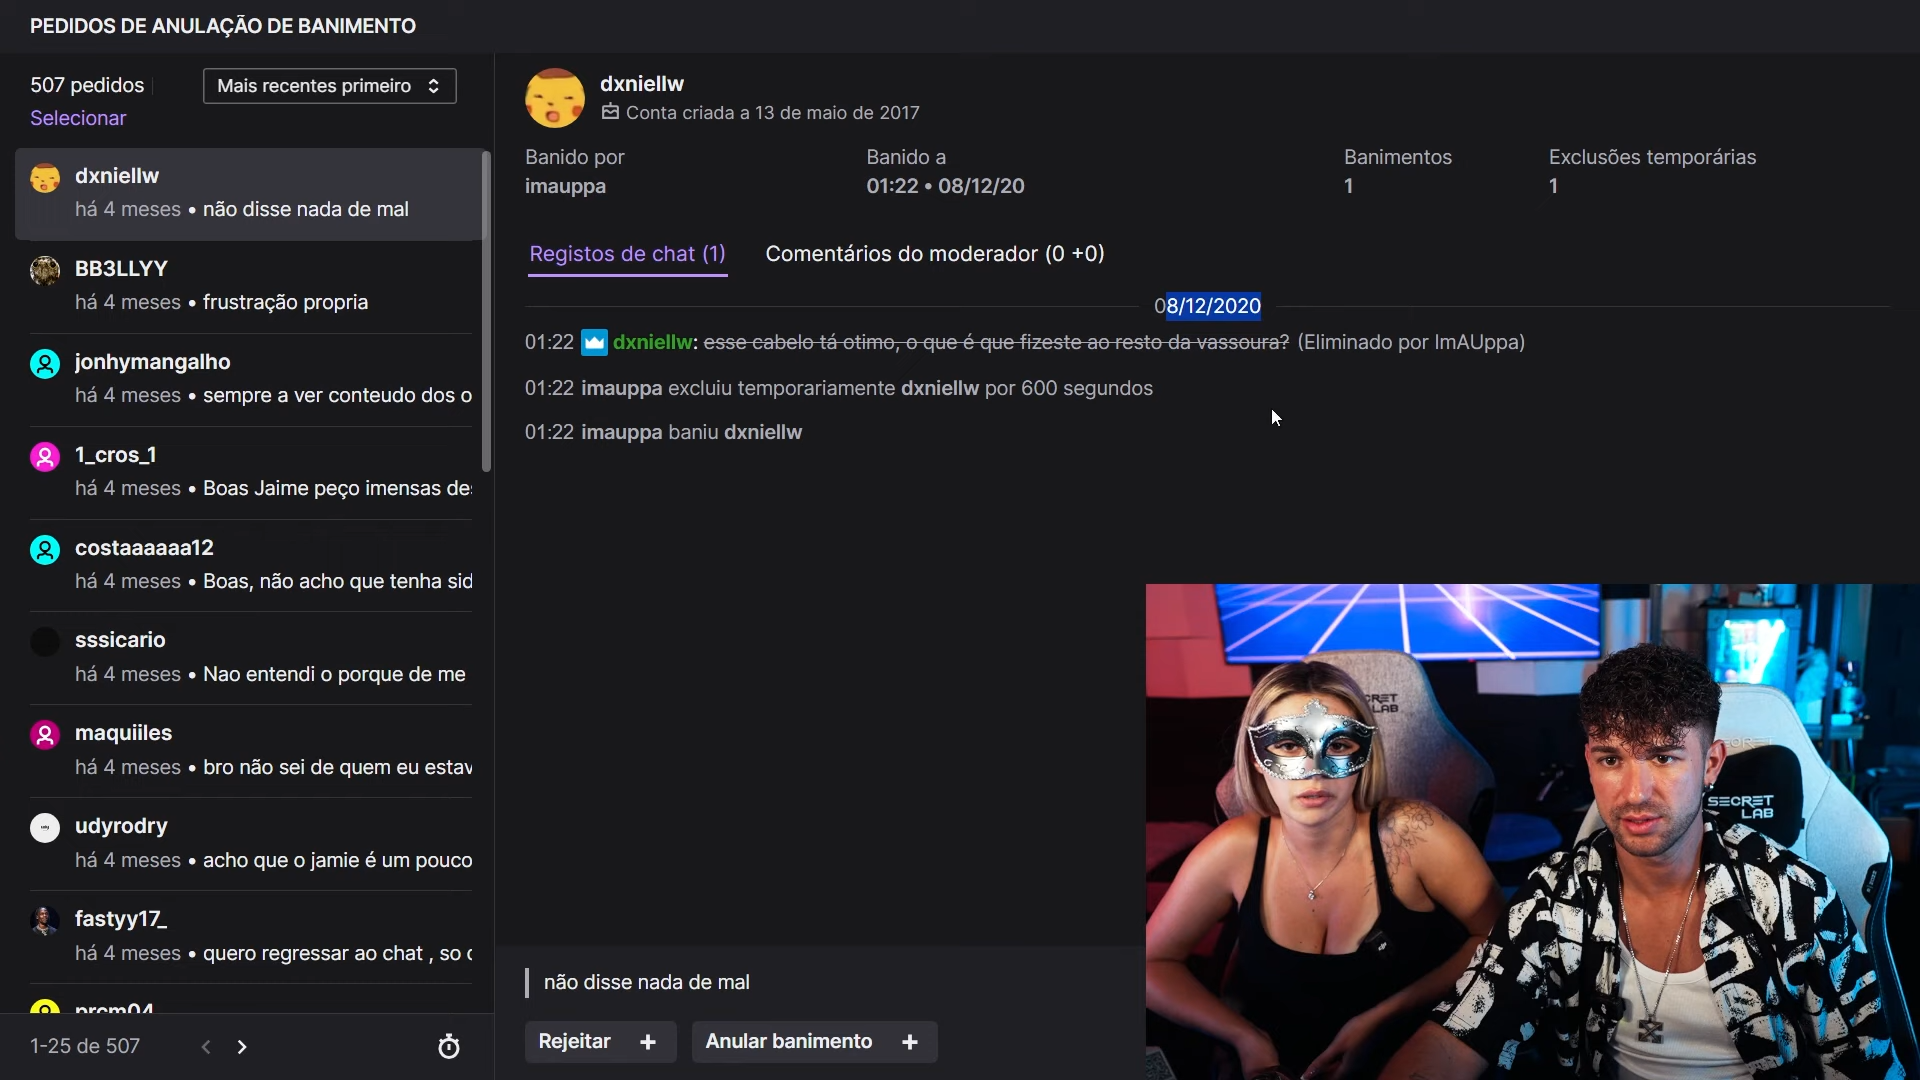 PEDIDOS DE ANULAÇÃO DE BANIMENTO
507 pedidos
Mais recentes primeiro
Selecionar
dxniellw
há 4 meses • não disse nada de mal
BB3LLYY
há 4 meses • frustração propria
jonhymangalho
há 4 meses • sempre a ver conteudo dos o
1_cros_1
há 4 meses • Boas Jaime peço imensas des
costaaaaaa12
há 4 meses • Boas, não acho que tenha sid
sssicario
há 4 meses • Nao entendi o porque de me
maquiiles
há 4 meses • bro não sei de quem eu estav
udyrodry
há 4 meses • acho que o jamie é um pouco
fastyy17_
há 4 meses • quero regressar ao chat , so
prcm04
1-25 de 507
dxniellw
Conta criada a 13 de maio de 2017
Banido por
imauppa
Banido a
01:22 • 08/12/20
Banimentos
1
Exclusões temporárias
1
Registos de chat (1)
Comentários do moderador (0 +0)
08/12/2020
01:22 dxniellw: esse cabelo tá otimo, o que é que fizeste ao resto da vassoura? (Eliminado por ImAUppa)
01:22 imauppa excluiu temporariamente dxniellw por 600 segundos
01:22 imauppa baniu dxniellw
não disse nada de mal
Rejeitar +
Anular banimento +
SECRET
LAB